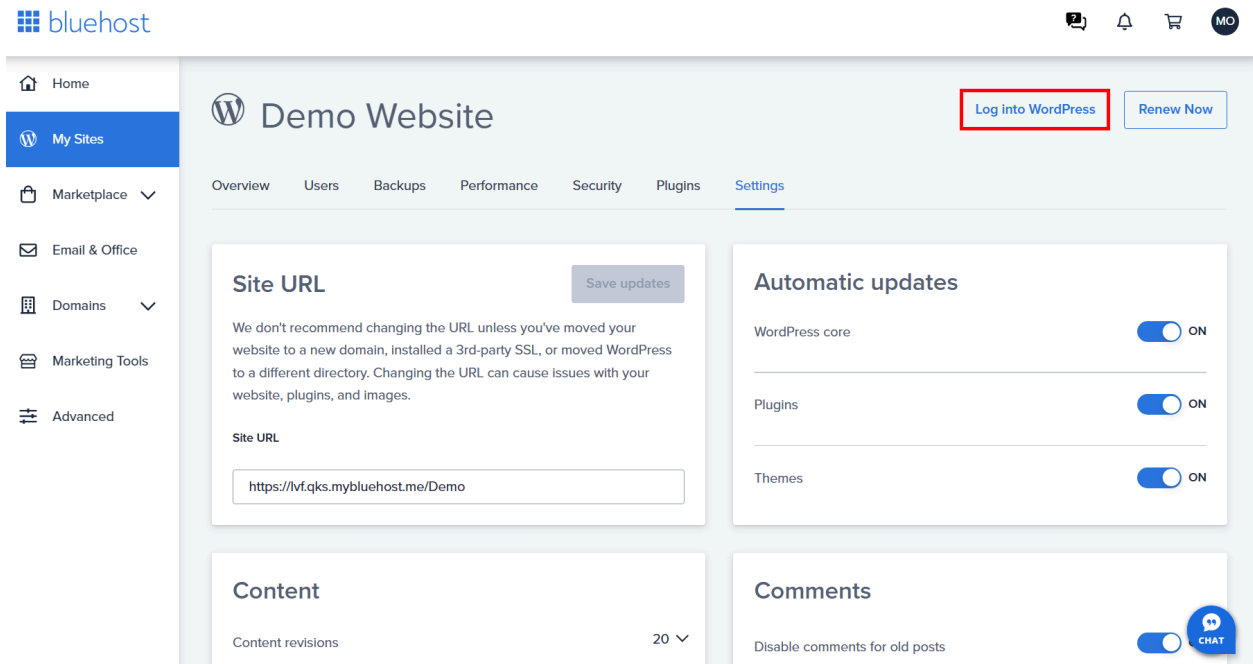 bluehost
MO
Home
My Sites
Marketplace
Email & Office
Domains
Marketing Tools
Advanced
Demo Website
Log into WordPress
Renew Now
Overview
Users
Backups
Performance
Security
Plugins
Settings
Site URL
Save updates
We don't recommend changing the URL unless you've moved your
website to a new domain, installed a 3rd-party SSL, or moved WordPress
to a different directory. Changing the URL can cause issues with your
website, plugins, and images.
Site URL
https://lvf.qks.mybluehost.me/Demo
Automatic updates
WordPress core
ON
Plugins
ON
Themes
ON
Content
Content revisions
20
Comments
Disable comments for old posts
CHAT